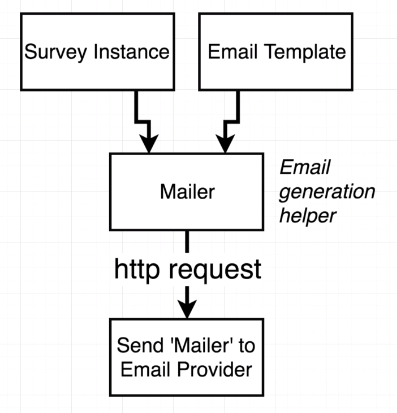 Survey Instance
Email Template
Mailer
Email
generation
helper
http request
Send 'Mailer' to
Email Provider